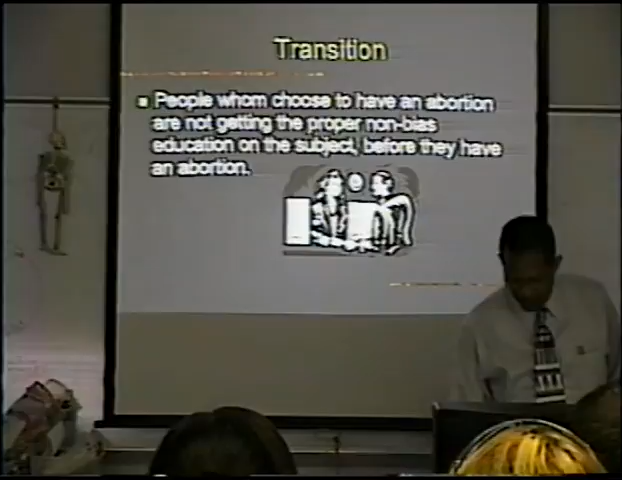 Transition
People whom choose to have an abortion
are not getting the proper non-bias
education on the subject, before they have
an abortion.